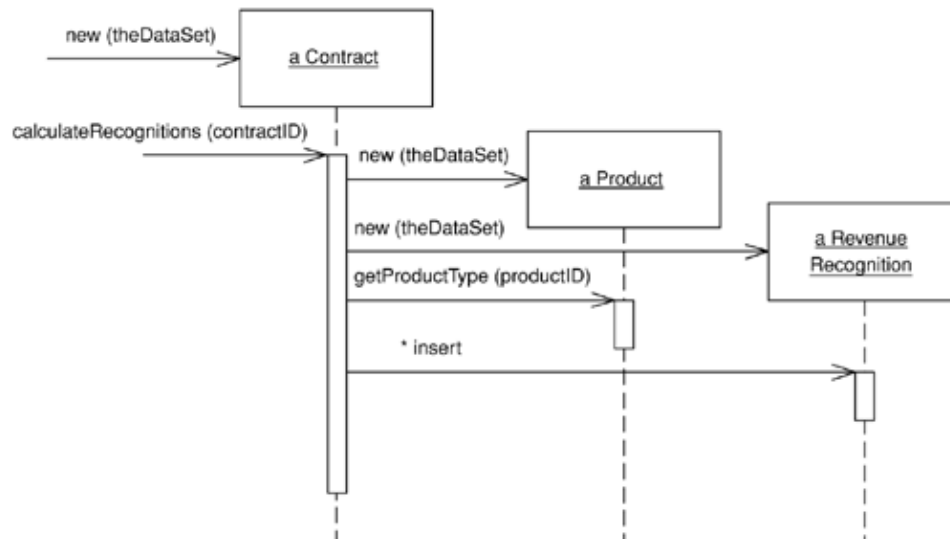 new (theDataSet)
a Contract
calculateRecognitions (contractID)
new (theDataSet)
a Product
new (theDataSet)
a Revenue
Recognition
getProductType (productID)
* insert